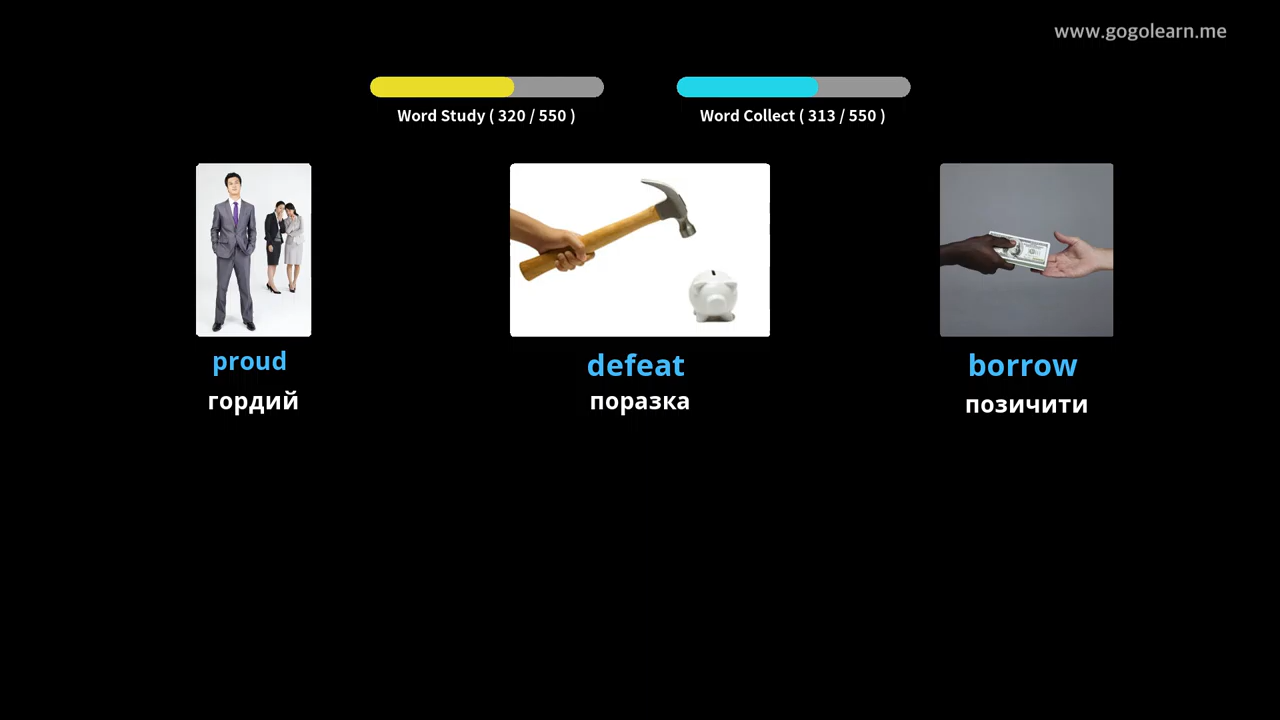 www.gogolearn.me
Word Study ( 320 / 550 )
Word Collect ( 313 / 550 )
proud
гордий
defeat
поразка
borrow
позичити